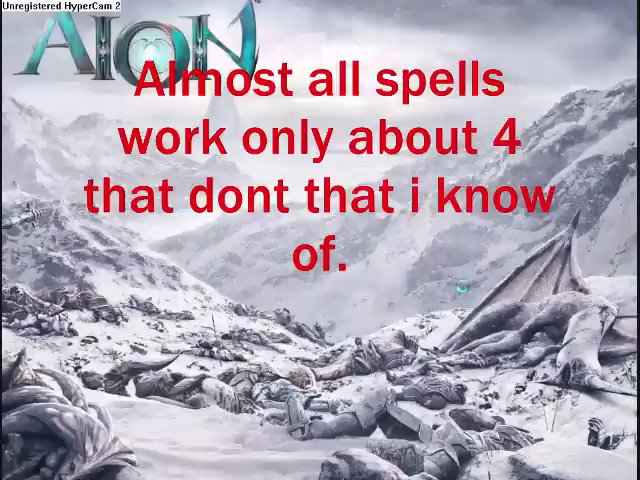 Unregistered HyperCam 2
AION
Almost all spells
work only about 4
that dont that i know
of.